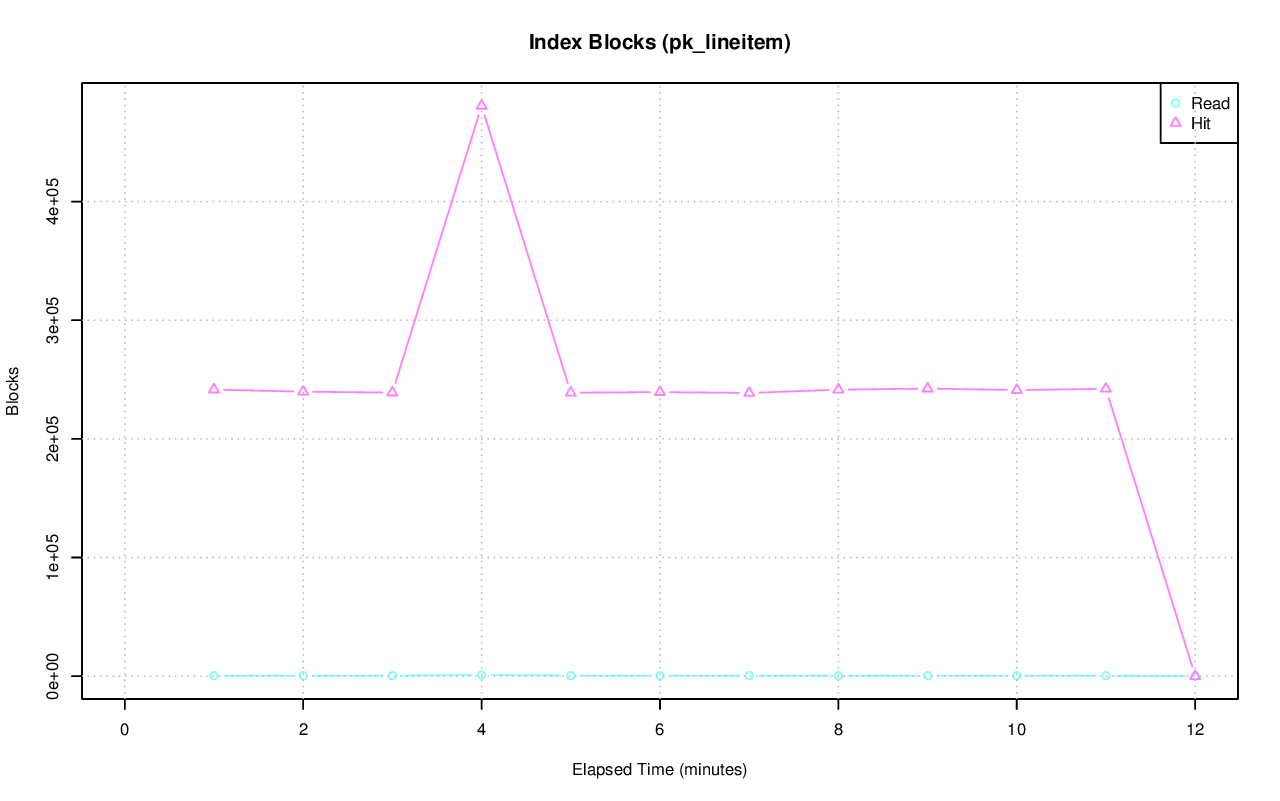 Index Blocks (pk_lineitem)
Read
Hit
Blocks
4e+05
3e+05
2e+05
1e+05
0e+00
0 2 4 6 8 10 12
Elapsed Time (minutes)